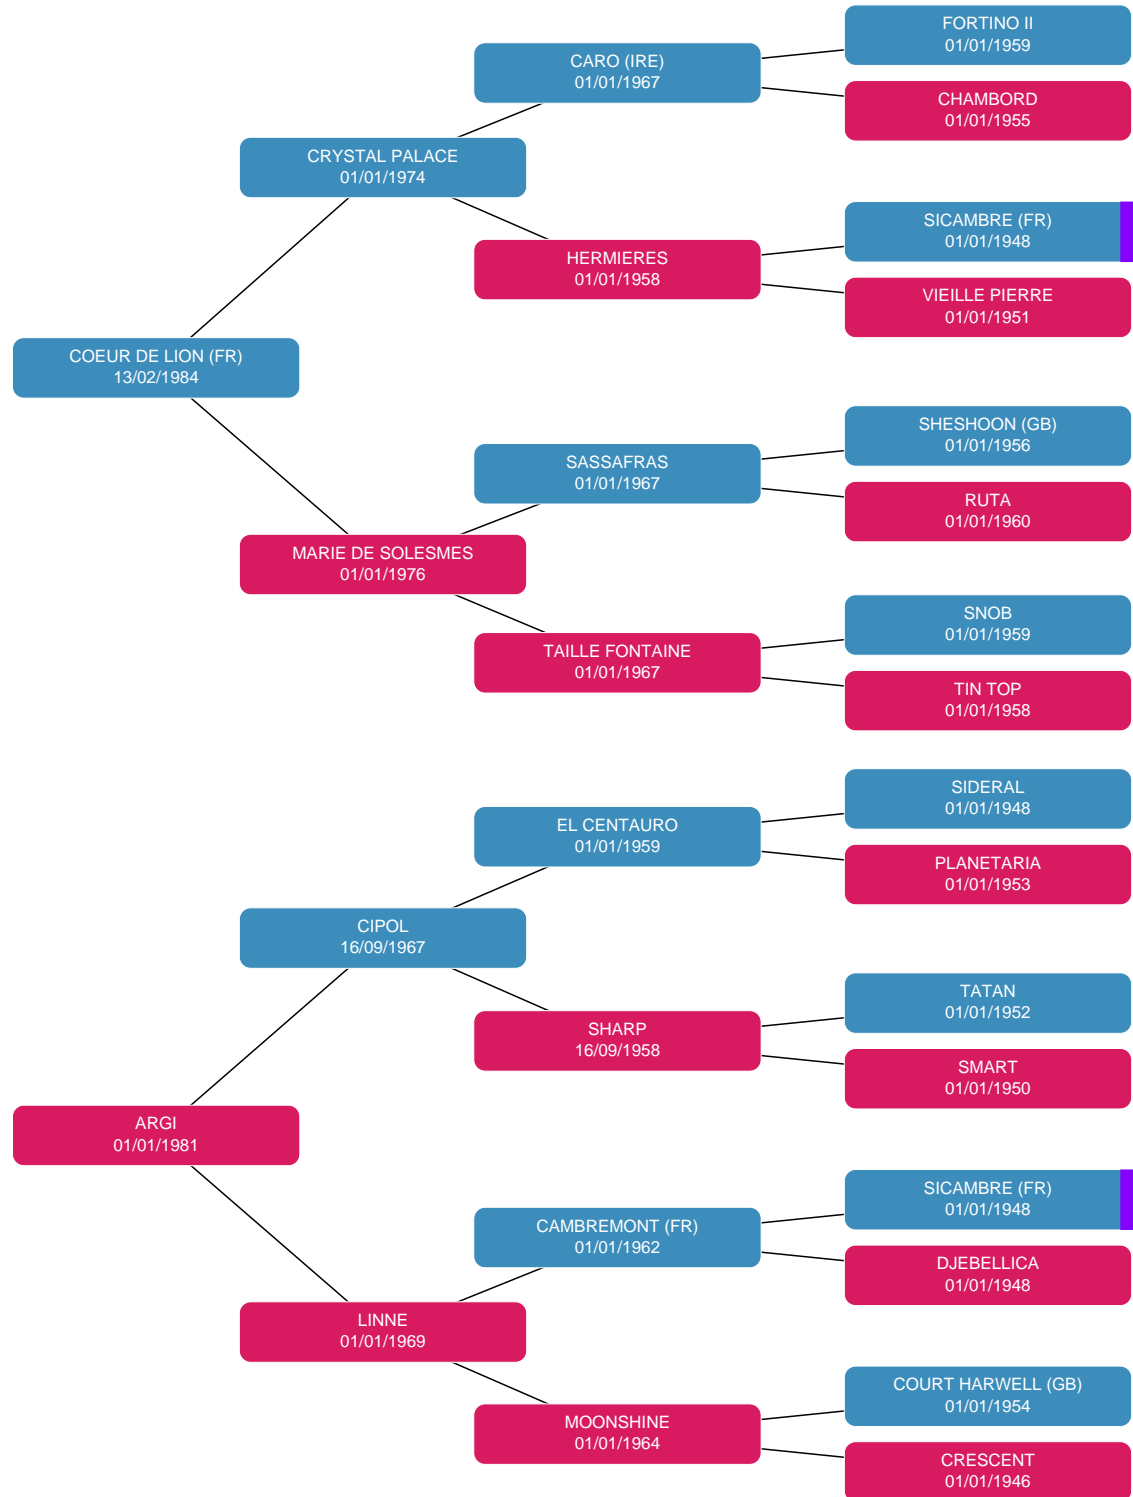 FORTINO II
01/01/1959
CARO (IRE)
01/01/1967
CHAMBORD
01/01/1955
CRYSTAL PALACE
01/01/1974
SICAMBRE (FR)
01/01/1948
HERMIERES
01/01/1958
VIEILLE PIERRE
01/01/1951
COEUR DE LION (FR)
13/02/1984
SHESHOON (GB)
01/01/1956
SASSAFRAS
01/01/1967
RUTA
01/01/1960
MARIE DE SOLESMES
01/01/1976
SNOB
01/01/1959
TAILLE FONTAINE
01/01/1967
TIN TOP
01/01/1958
SIDERAL
01/01/1948
EL CENTAURO
01/01/1959
PLANETARIA
01/01/1953
CIPOL
16/09/1967
TATAN
01/01/1952
SHARP
16/09/1958
SMART
01/01/1950
ARGI
01/01/1981
SICAMBRE (FR)
01/01/1948
CAMBREMONT (FR)
01/01/1962
DJEBELLICA
01/01/1948
LINNE
01/01/1969
COURT HARWELL (GB)
01/01/1954
MOONSHINE
01/01/1964
CRESCENT
01/01/1946